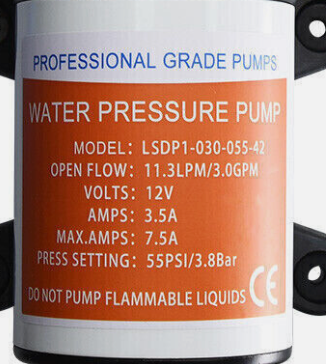 PROFESSIONAL GRADE PUMPS
WATER PRESSURE PUMP
MODEL: LSDP1-030-055-42
OPEN FLOW: 11.3LPM/3.0GPM
VOLTS: 12V
AMPS: 3.5A
MAX.AMPS: 7.5A
PRESS SETTING: 55PSI/3.8Bar
DO NOT PUMP FLAMMABLE LIQUIDS CE